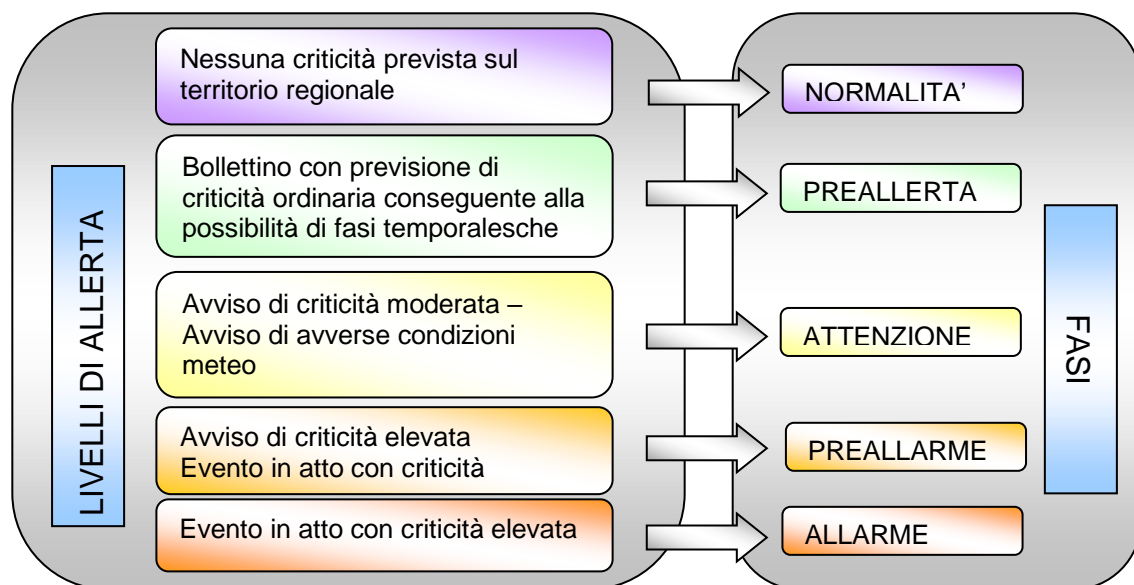 LIVELLI DI ALLERTA
Nessuna criticità prevista sul
territorio regionale
NORMALITA’
Bollettino con previsione di
criticità ordinaria conseguente alla
possibilità di fasi temporalesche
PREALLERTA
Avviso di criticità moderata –
Avviso di avverse condizioni
meteo
ATTENZIONE
Avviso di criticità elevata
Evento in atto con criticità
PREALLARME
Evento in atto con criticità elevata
ALLARME
FASI